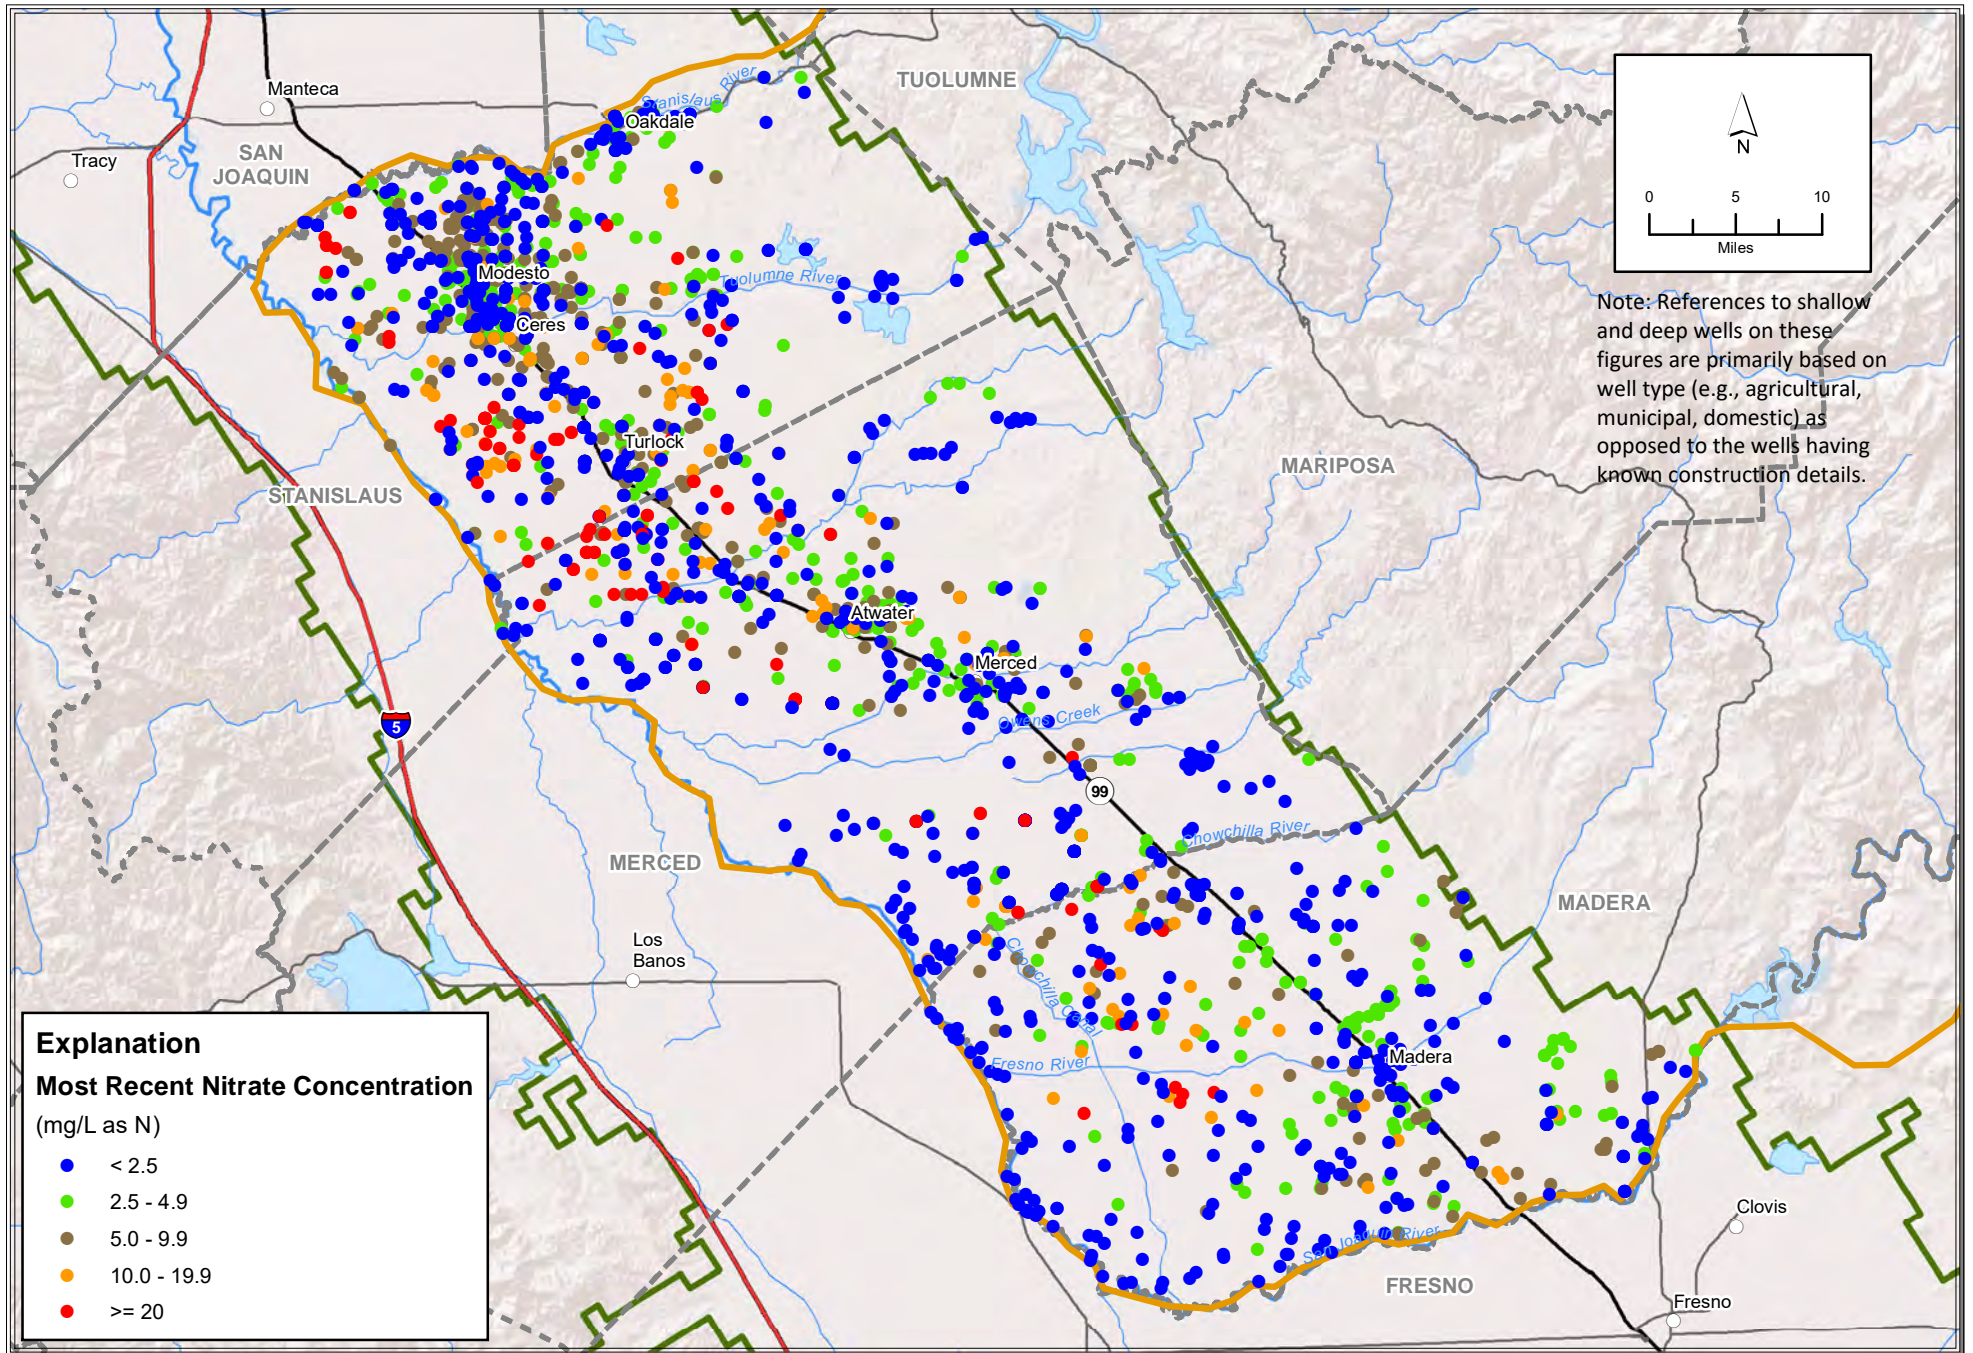 Manteca
Tracy
SAN
JOAQUIN
Stanislaus River
Oakdale
TUOLUMNE
N
0 5 10
Miles
Note: References to shallow
and deep wells on these
figures are primarily based on
well type (e.g., agricultural,
municipal, domestic) as
opposed to the wells having
known construction details.
Modesto
Tuolumne River
Ceres
Turlock
STANISLAUS
MARIPOSA
Atwater
Merced
Owens Creek
5
99
Chowchilla River
MERCED
MADERA
Los
Banos
Chowchilla Canal
Fresno River
Madera
San Joaquin River
Clovis
FRESNO
Fresno
Explanation
Most Recent Nitrate Concentration
(mg/L as N)
< 2.5
2.5 - 4.9
5.0 - 9.9
10.0 - 19.9
>= 20